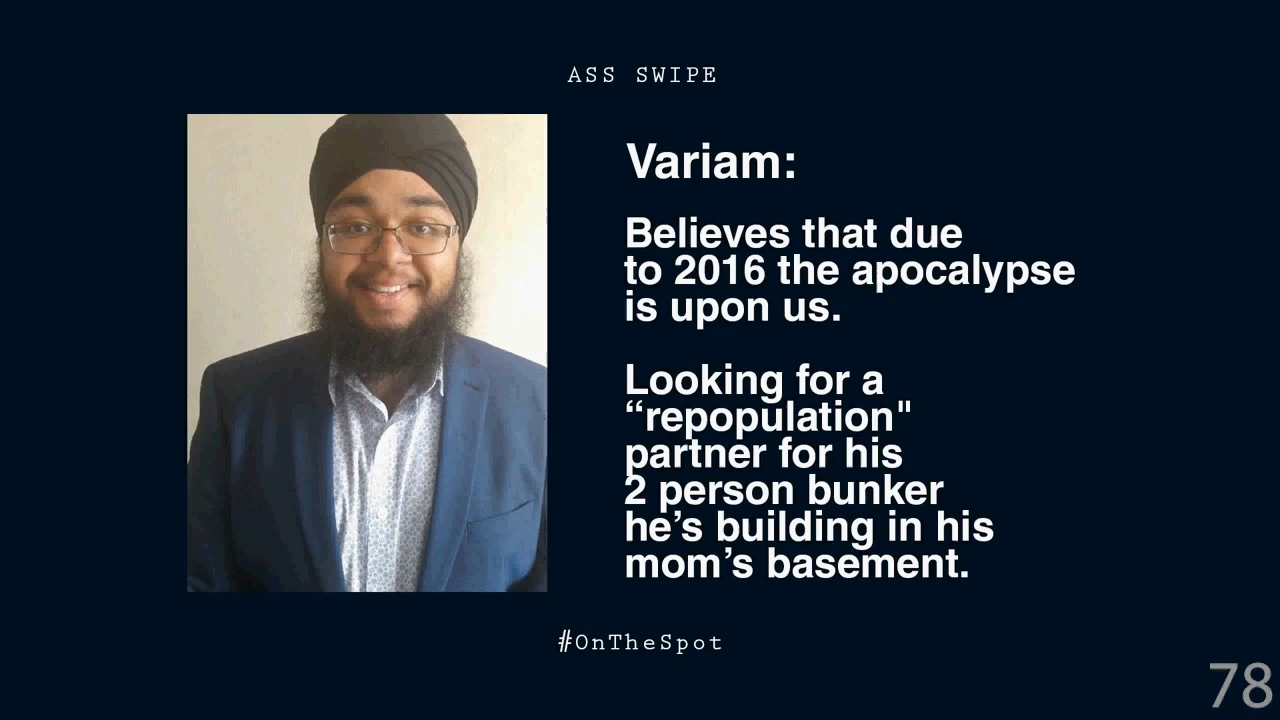 ASS SWIPE
Variam:
Believes that due
to 2016 the apocalypse
is upon us.
Looking for a
“repopulation"
partner for his
2 person bunker
he’s building in his
mom’s basement.
#OnTheSpot
78